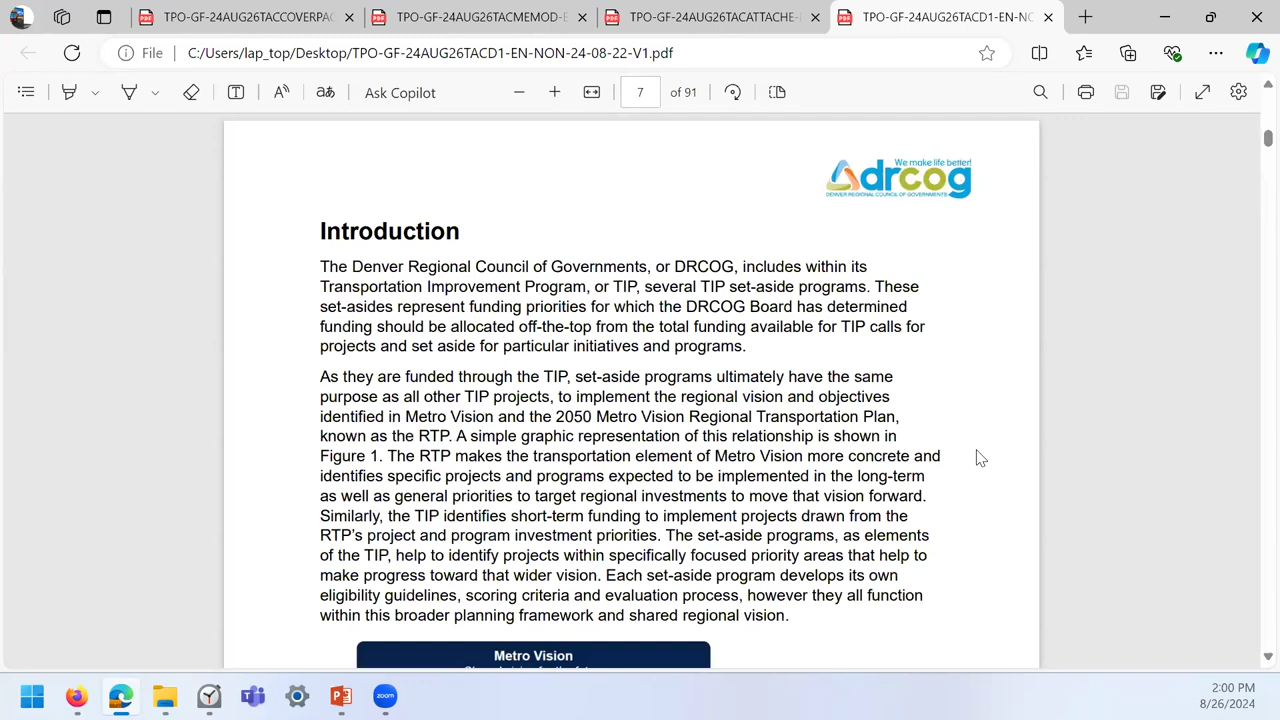 TPO-GF-24AUG26TACCOVERPAC
TPO-GF-24AUG26TACMEMOD-E
TPO-GF-24AUG26TACATTACHE-
TPO-GF-24AUG26TACD1-EN-NC
File
C:/Users/lap_top/Desktop/TPO-GF-24AUG26TACD1-EN-NON-24-08-22-V1.pdf
Ask Copilot
7 of 91
We make life better!
drcog
DENVER REGIONAL COUNCIL OF GOVERNMENTS
Introduction
The Denver Regional Council of Governments, or DRCOG, includes within its
Transportation Improvement Program, or TIP, several TIP set-aside programs. These
set-asides represent funding priorities for which the DRCOG Board has determined
funding should be allocated off-the-top from the total funding available for TIP calls for
projects and set aside for particular initiatives and programs.
As they are funded through the TIP, set-aside programs ultimately have the same
purpose as all other TIP projects, to implement the regional vision and objectives
identified in Metro Vision and the 2050 Metro Vision Regional Transportation Plan,
known as the RTP. A simple graphic representation of this relationship is shown in
Figure 1. The RTP makes the transportation element of Metro Vision more concrete and
identifies specific projects and programs expected to be implemented in the long-term
as well as general priorities to target regional investments to move that vision forward.
Similarly, the TIP identifies short-term funding to implement projects drawn from the
RTP's project and program investment priorities. The set-aside programs, as elements
of the TIP, help to identify projects within specifically focused priority areas that help to
make progress toward that wider vision. Each set-aside program develops its own
eligibility guidelines, scoring criteria and evaluation process, however they all function
within this broader planning framework and shared regional vision.
Metro Vision
zoom
2:00 PM
8/26/2024